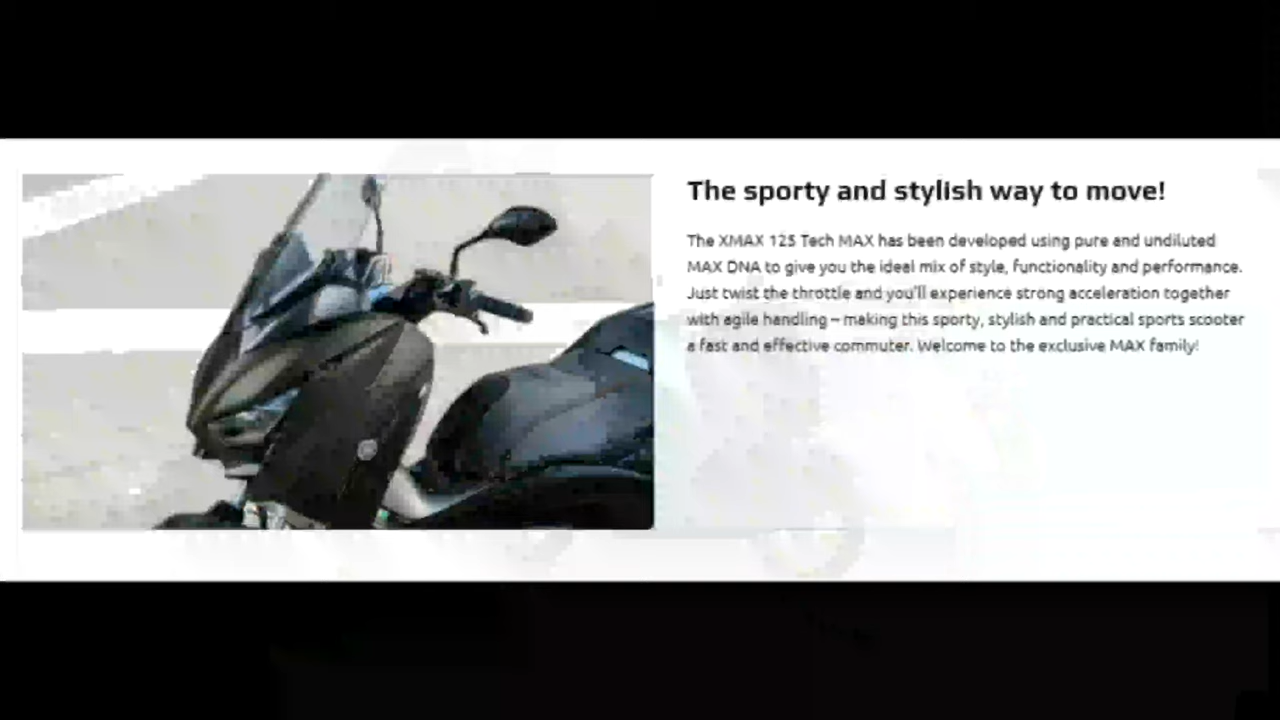 The sporty and stylish way to move!
The XMAX 125 Tech MAX has been developed using pure and undiluted
MAX DNA to give you the ideal mix of style, functionality and performance.
Just twist the throttle and you'll experience strong acceleration together
with agile handling – making this sporty, stylish and practical sports scooter
a fast and effective commuter. Welcome to the exclusive MAX family!